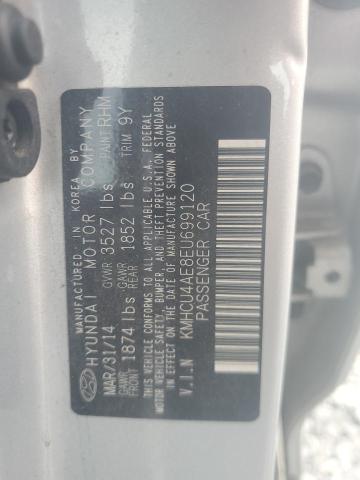 MANUFACTURED IN KOREA BY
HYUNDAI MOTOR COMPANY
MAR/31/14 GVWR 3527 lbs PAINT RHM
GAWR FRONT 1874 lbs GAWR REAR 1852 lbs TRIM 9Y
THIS VEHICLE CONFORMS TO ALL APPLICABLE U.S.A. FEDERAL
MOTOR VEHICLE SAFETY, BUMPER, AND THEFT PREVENTION
STANDARDS IN EFFECT ON THE DATE OF MANUFACTURE SHOWN ABOVE
V.I.N KMHCU4AE8EU699120
PASSENGER CAR